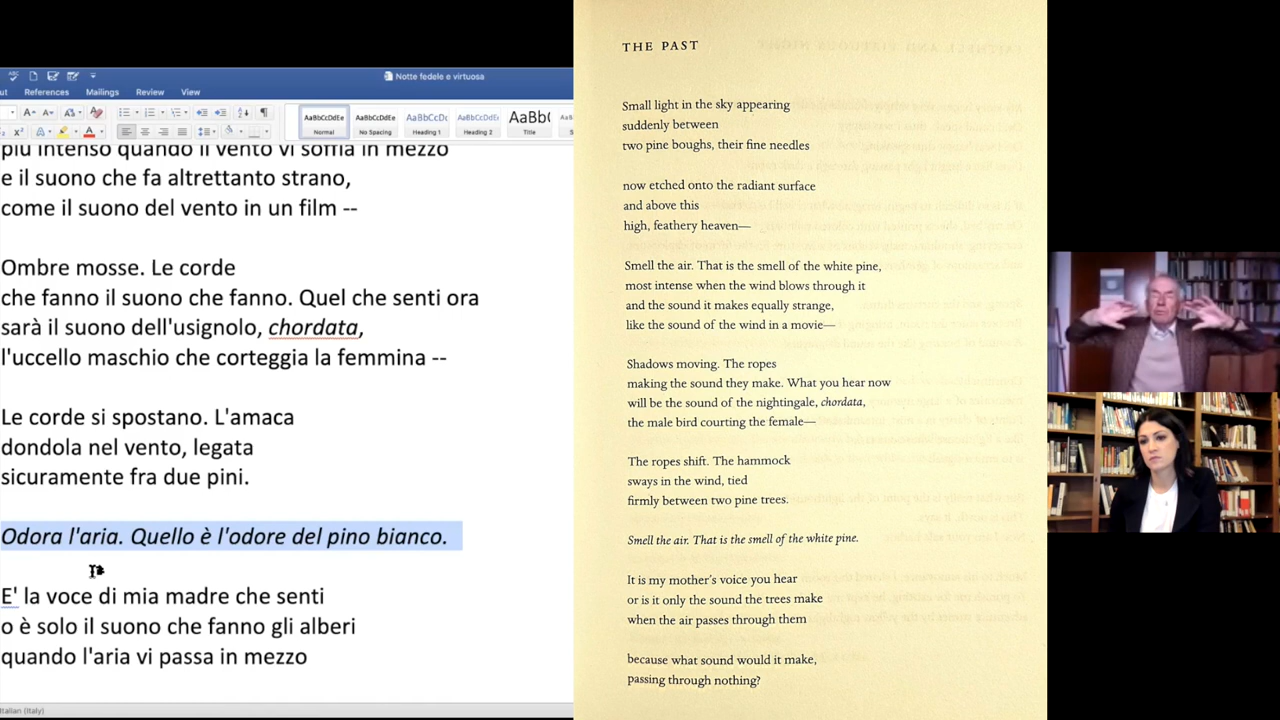 Notte fedele e virtuosa
References Mailings Review View
AaBbCcDdEe AaBbCcDdEe AaBbCcDc AaBbCcDdEe AaBb(
Normal No Spacing Heading 1 Heading 2 Title
più intenso quando il vento vi soffia in mezzo
e il suono che fa altrettanto strano,
come il suono del vento in un film --
Ombre mosse. Le corde
che fanno il suono che fanno. Quel che senti ora
sarà il suono dell'usignolo, chordata,
l'uccello maschio che corteggia la femmina --
Le corde si spostano. L'amaca
dondola nel vento, legata
sicuramente fra due pini.
Odora l'aria. Quello è l'odore del pino bianco.
E' la voce di mia madre che senti
o è solo il suono che fanno gli alberi
quando l'aria vi passa in mezzo
Italian (Italy)
THE PAST
Small light in the sky appearing
suddenly between
two pine boughs, their fine needles
now etched onto the radiant surface
and above this
high, feathery heaven—
Smell the air. That is the smell of the white pine,
most intense when the wind blows through it
and the sound it makes equally strange,
like the sound of the wind in a movie—
Shadows moving. The ropes
making the sound they make. What you hear now
will be the sound of the nightingale, chordata,
the male bird courting the female—
The ropes shift. The hammock
sways in the wind, tied
firmly between two pine trees.
Smell the air. That is the smell of the white pine.
It is my mother's voice you hear
or is it only the sound the trees make
when the air passes through them
because what sound would it make,
passing through nothing?